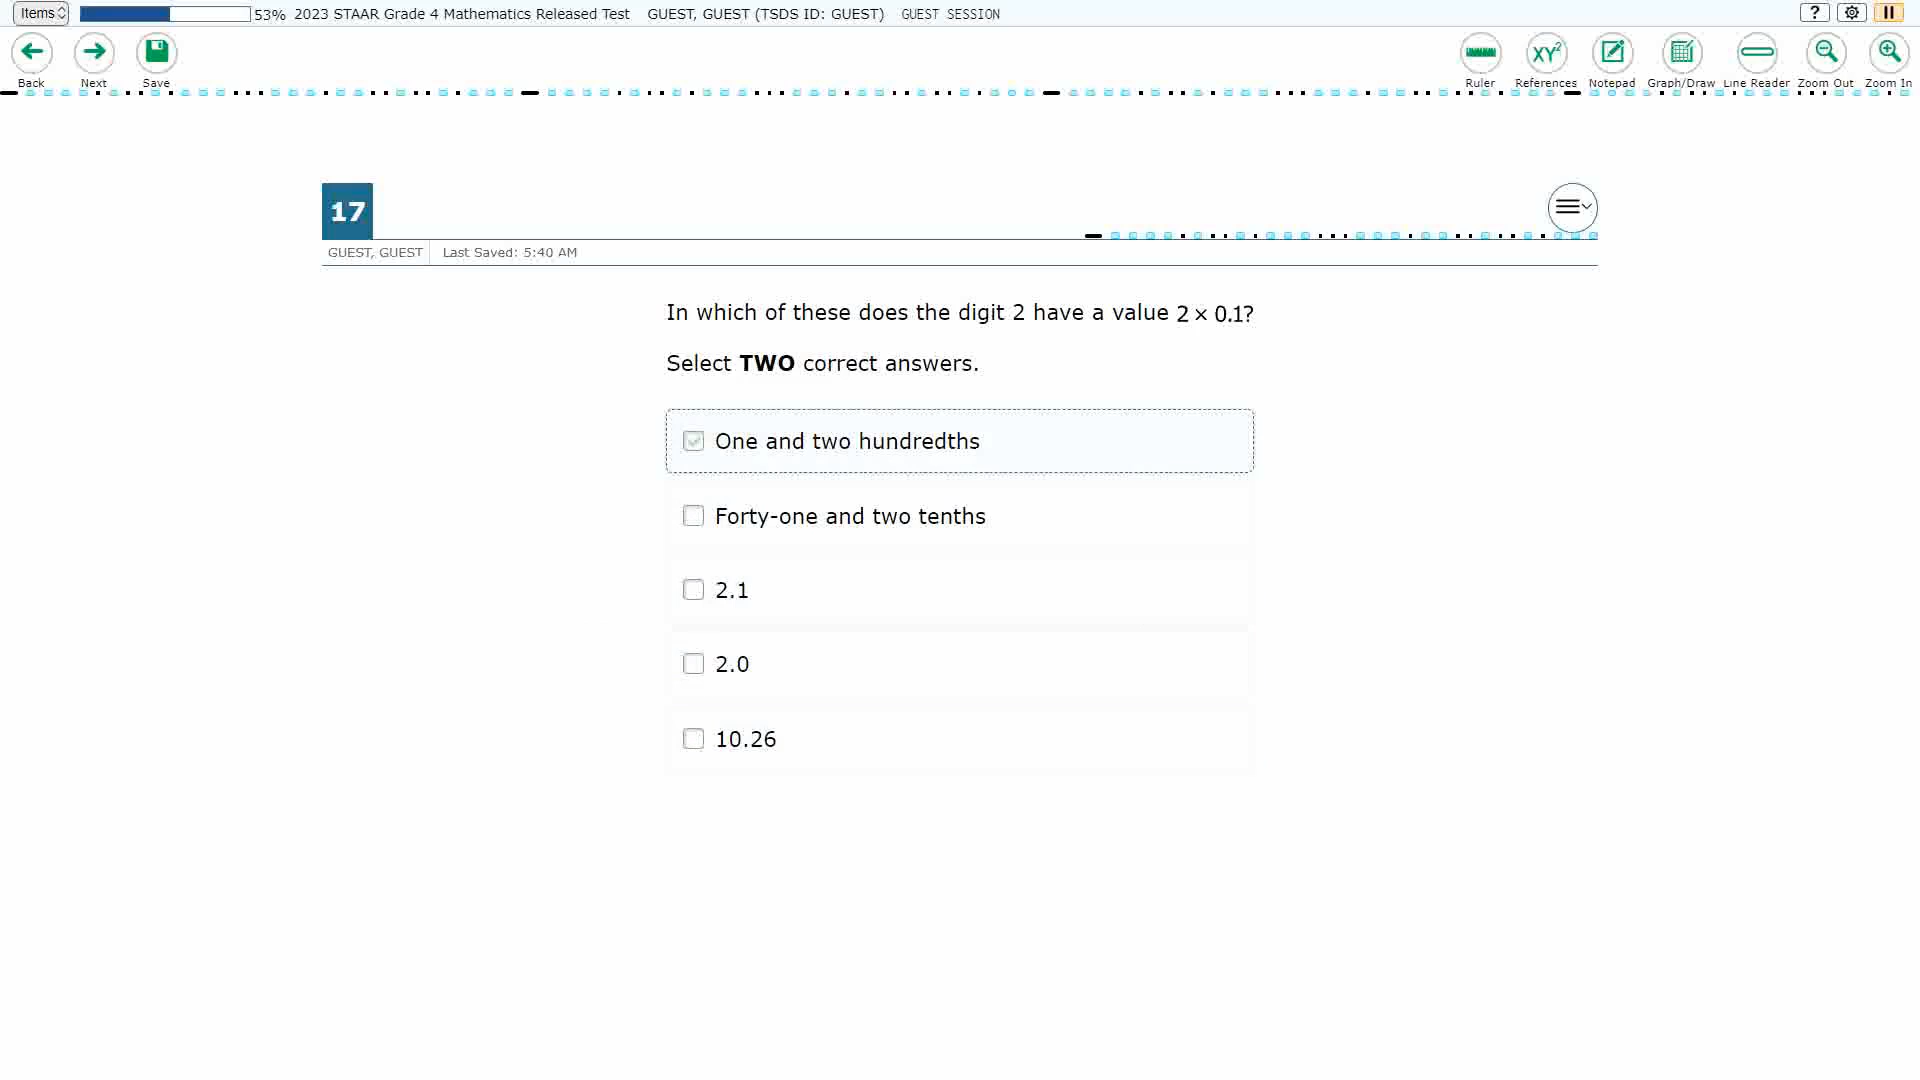 Items 53% 2023 STAAR Grade 4 Mathematics Released Test GUEST, GUEST (TSDS ID: GUEST) GUEST SESSION ?
Back Next Save Ruler XY² References Notepad Graph/Draw Line Reader Zoom Out Zoom In
17
GUEST, GUEST Last Saved: 5:40 AM
In which of these does the digit 2 have a value 2 × 0.1?
Select TWO correct answers.
One and two hundredths
Forty-one and two tenths
2.1
2.0
10.26